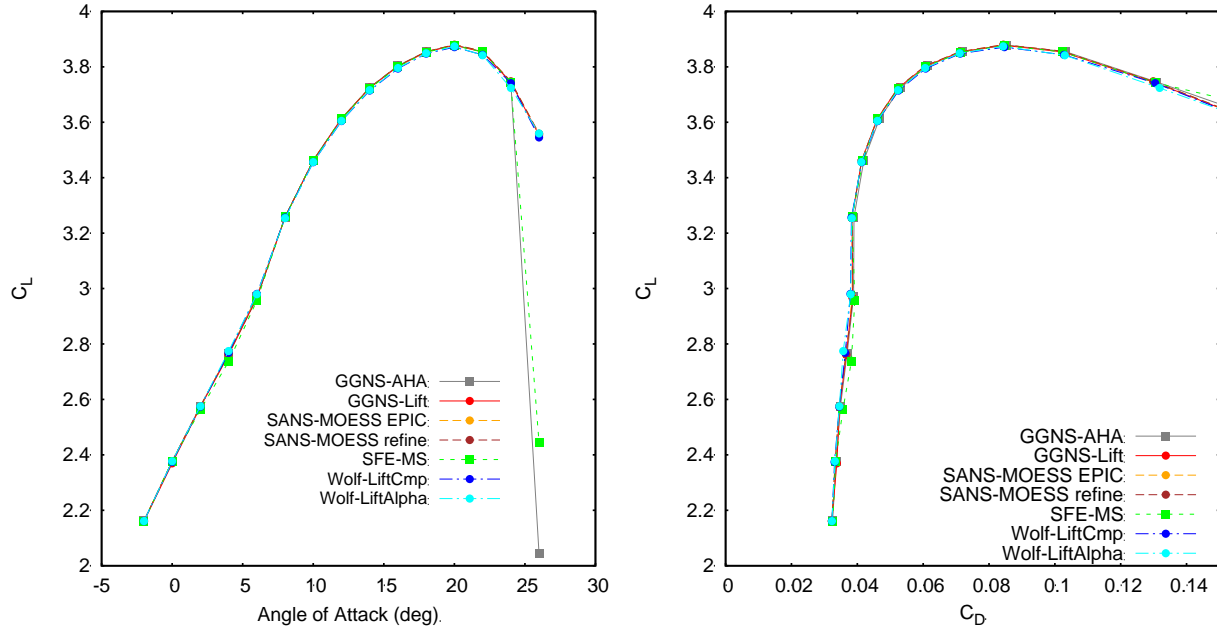 4
3.8
3.6
3.4
3.2
3
2.8
2.6
2.4
2.2
2
C_L
-5 0 5 10 15 20 25 30
Angle of Attack (deg)
GGNS-AHA
GGNS-Lift
SANS-MOESS EPIC
SANS-MOESS refine
SFE-MS
Wolf-LiftCmp
Wolf-LiftAlpha
4
3.8
3.6
3.4
3.2
3
2.8
2.6
2.4
2.2
2
C_L
0 0.02 0.04 0.06 0.08 0.1 0.12 0.14
C_D
GGNS-AHA
GGNS-Lift
SANS-MOESS EPIC
SANS-MOESS refine
SFE-MS
Wolf-LiftCmp
Wolf-LiftAlpha